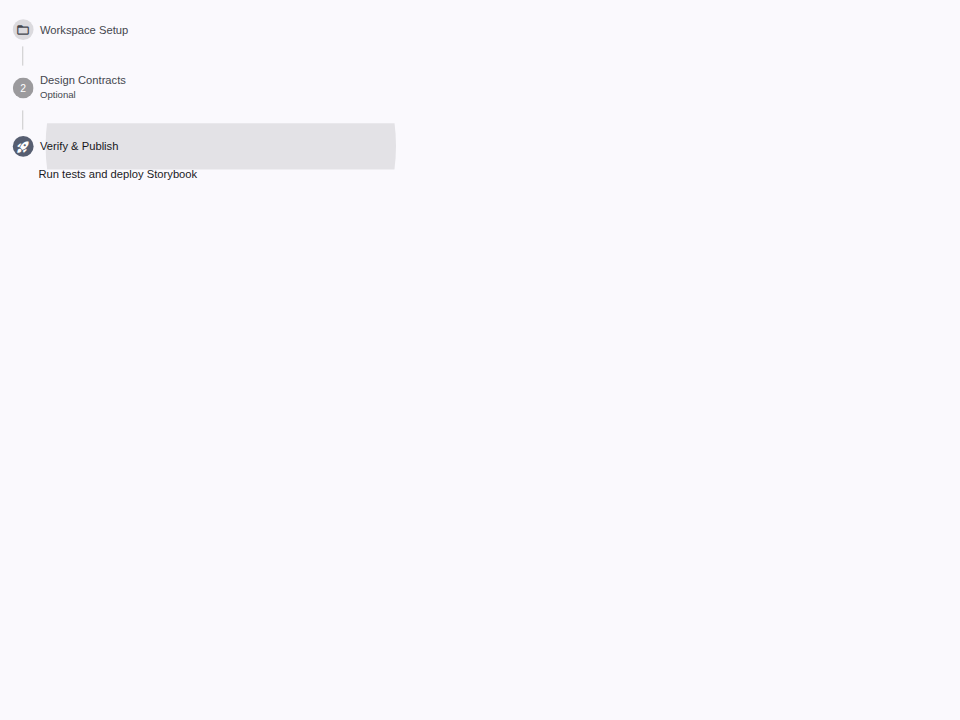 Workspace Setup
2
Design Contracts
Optional
Verify & Publish
Run tests and deploy Storybook